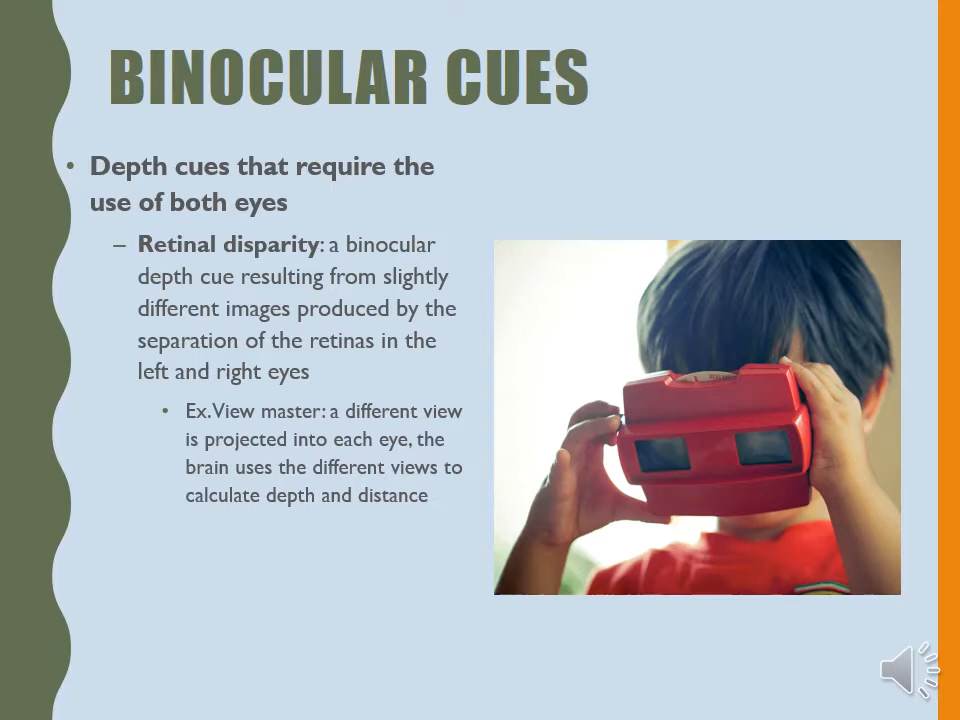 BINOCULAR CUES
• Depth cues that require the
use of both eyes
– Retinal disparity: a binocular
depth cue resulting from slightly
different images produced by the
separation of the retinas in the
left and right eyes
• Ex. View master: a different view
is projected into each eye, the
brain uses the different views to
calculate depth and distance